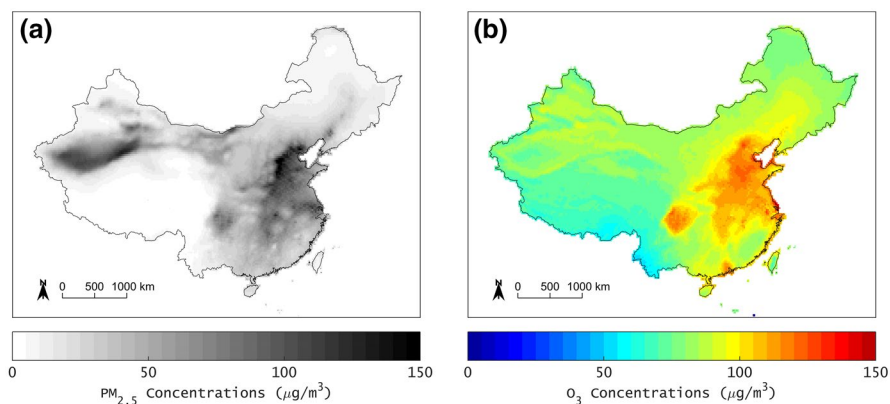 (a)
N
0 500 1000 km
0 50 100 150
PM2.5 Concentrations (μg/m³)
(b)
N
0 500 1000 km
0 50 100 150
O3 Concentrations (μg/m³)